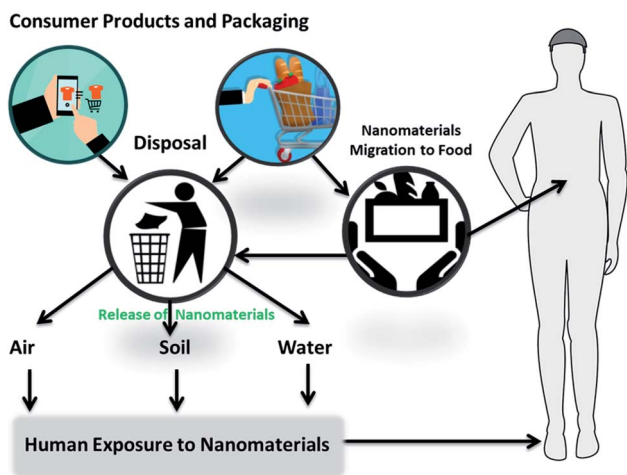 Consumer Products and Packaging
Disposal
Nanomaterials
Migration to Food
Release of Nanomaterials
Air
Soil
Water
Human Exposure to Nanomaterials